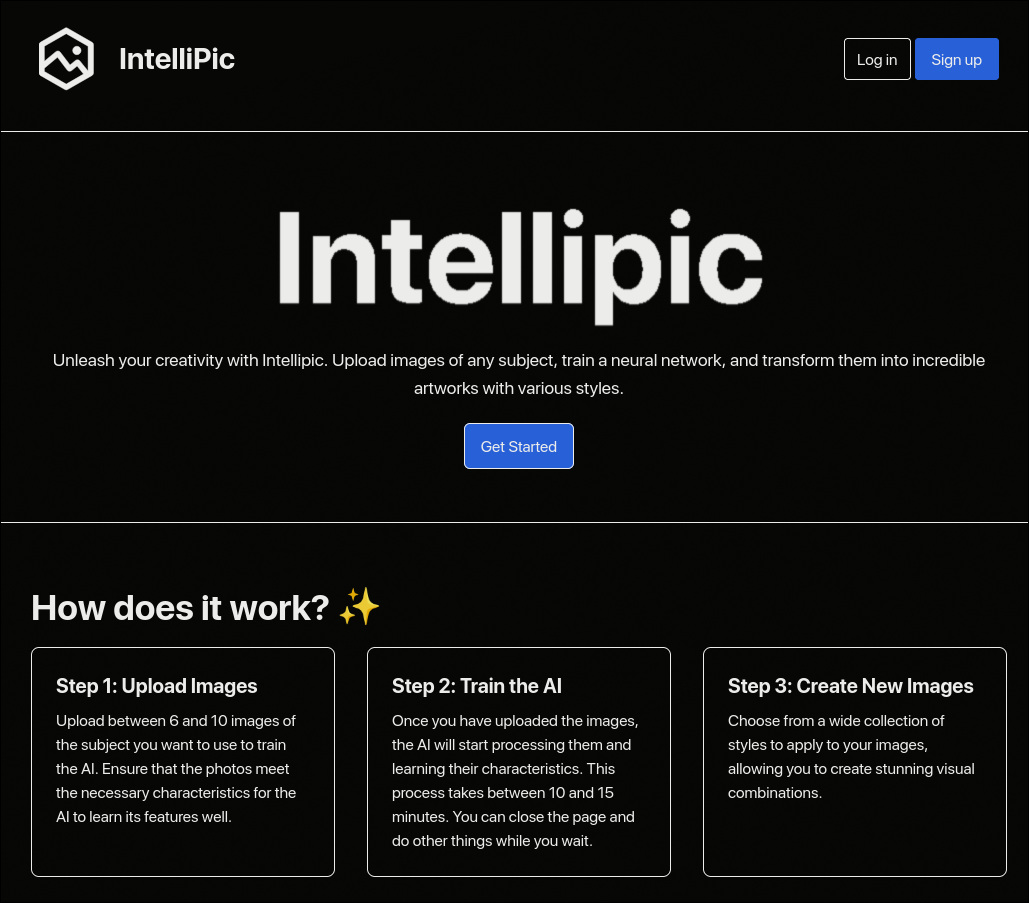 IntelliPic
Log in
Sign up
Intellipic
Unleash your creativity with Intellipic. Upload images of any subject, train a neural network, and transform them into incredible
artworks with various styles.
Get Started
How does it work? ✨
Step 1: Upload Images
Upload between 6 and 10 images of
the subject you want to use to train
the AI. Ensure that the photos meet
the necessary characteristics for the
AI to learn its features well.
Step 2: Train the AI
Once you have uploaded the images,
the AI will start processing them and
learning their characteristics. This
process takes between 10 and 15
minutes. You can close the page and
do other things while you wait.
Step 3: Create New Images
Choose from a wide collection of
styles to apply to your images,
allowing you to create stunning visual
combinations.